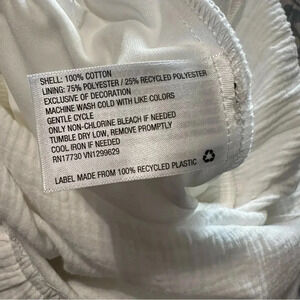 SHELL: 100% COTTON
LINING: 75% POLYESTER / 25% RECYCLED POLYESTER
EXCLUSIVE OF DECORATION
MACHINE WASH COLD WITH LIKE COLORS
GENTLE CYCLE
ONLY NON-CHLORINE BLEACH IF NEEDED
TUMBLE DRY LOW, REMOVE PROMPTLY
COOL IRON IF NEEDED
RN17730 VN1299629
LABEL MADE FROM 100% RECYCLED PLASTIC